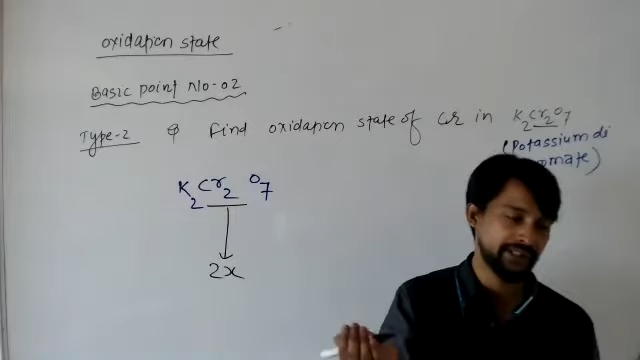 oxidation state
Basic point No-02
Type-2 Q Find oxidation state of Cr in K2Cr2O7
(Potassium di
omate)
K2Cr2O7
2x